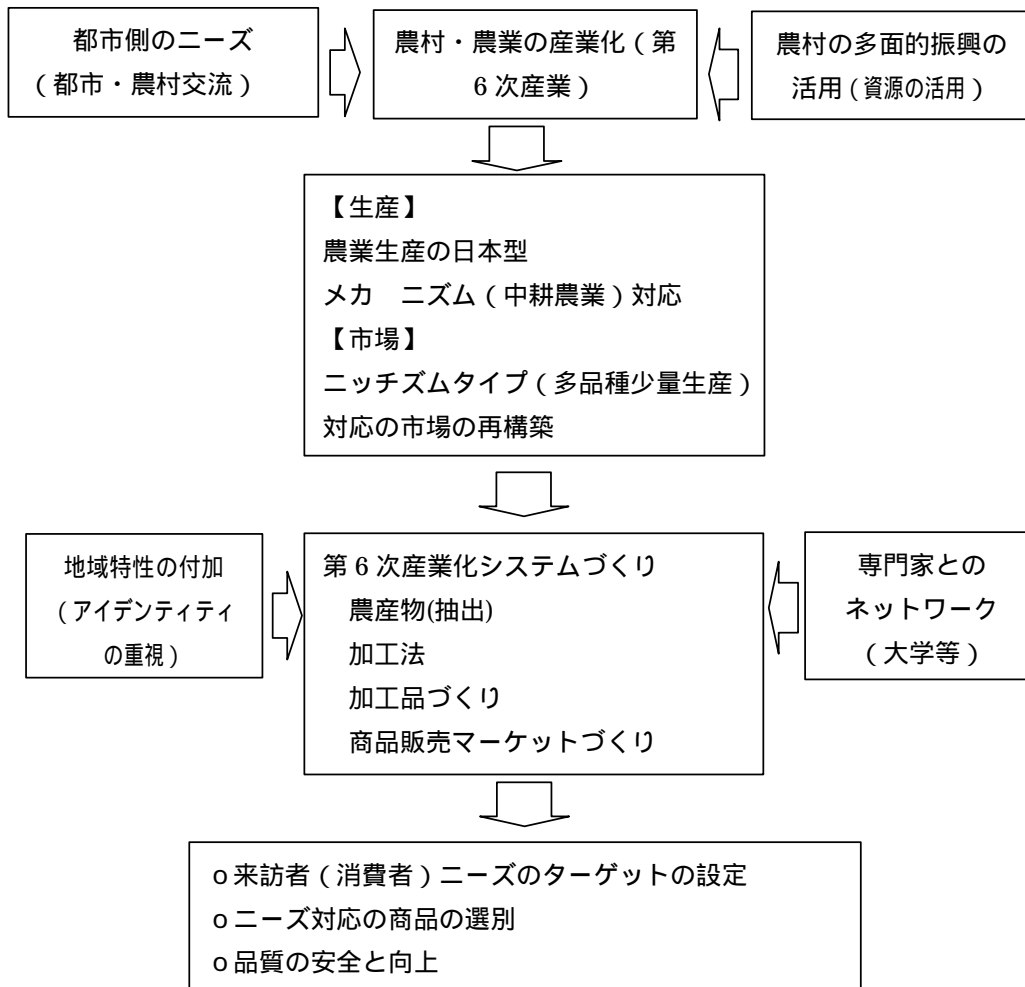 都市側のニーズ
（都市・農村交流）
農村・農業の産業化（第
6 次産業）
農村の多面的振興の
活用（資源の活用）
【生産】
農業生産の日本型
メカ　ニズム（中耕農業）対応
【市場】
ニッチズムタイプ（多品種少量生産）
対応の市場の再構築
地域特性の付加
（アイデンティティ
の重視）
第 6 次産業化システムづくり
農産物(抽出)
加工法
加工品づくり
商品販売マーケットづくり
専門家との
ネットワーク
（大学等）
o 来訪者（消費者）ニーズのターゲットの設定
o ニーズ対応の商品の選別
o 品質の安全と向上